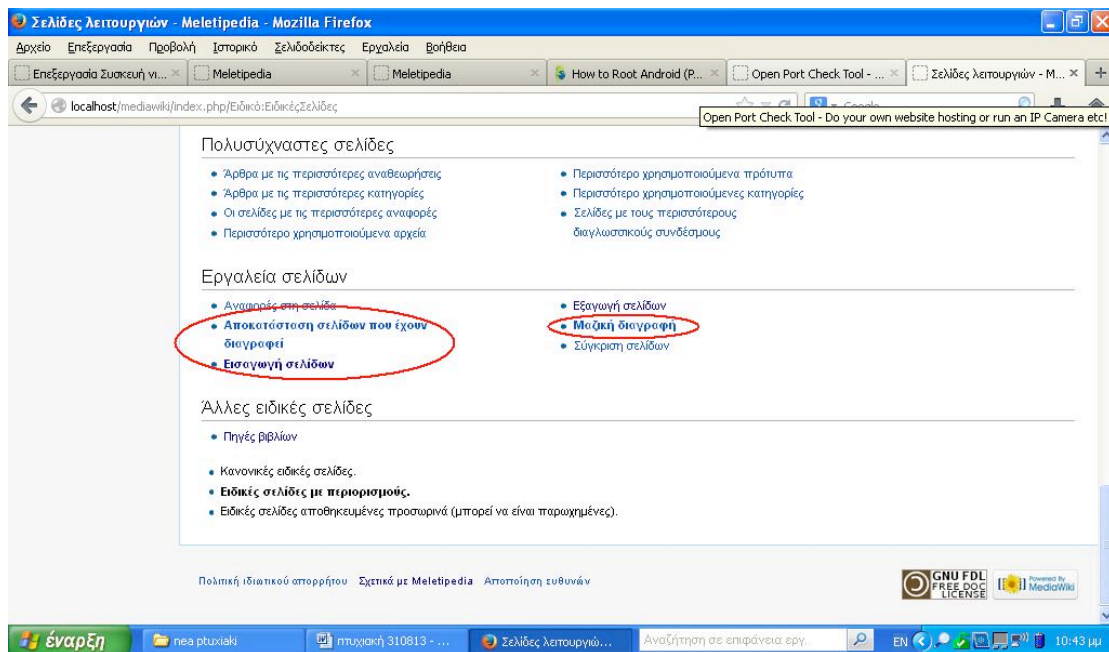 Σελίδες λειτουργιών - Meletipedia - Mozilla Firefox
Αρχείο Επεξεργασία Προβολή Ιστορικό Σελιδοδείκτες Εργαλεία Βοήθεια
Επεξεργασία Συσκευή νι... Meletipedia Meletipedia How to Root Android (P... Open Port Check Tool - ... Σελίδες λειτουργιών - Μ...
localhost/mediawiki/index.php/Ειδικό:ΕιδικέςΣελίδες
Open Port Check Tool - Do your own website hosting or run an IP Camera etc!
Πολυσύχναστες σελίδες
Άρθρα με τις περισσότερες αναθεωρήσεις
Άρθρα με τις περισσότερες κατηγορίες
Οι σελίδες με τις περισσότερες αναφορές
Περισσότερο χρησιμοποιούμενα αρχεία
Περισσότερο χρησιμοποιούμενα πρότυπα
Περισσότερο χρησιμοποιούμενες κατηγορίες
Σελίδες με τους περισσότερους
διαγλωσσικούς συνδέσμους
Εργαλεία σελίδων
Αναφορές στη σελίδα
Αποκατάσταση σελίδων που έχουν
διαγραφεί
Εισαγωγή σελίδων
Εξαγωγή σελίδων
Μαζική διαγραφή
Σύγκριση σελίδων
Άλλες ειδικές σελίδες
Πηγές βιβλίων
Κανονικές ειδικές σελίδες.
Ειδικές σελίδες με περιορισμούς.
Ειδικές σελίδες αποθηκευμένες προσωρινά (μπορεί να είναι παρωχημένες).
Πολιτική ιδιωτικού απορρήτου Σχετικά με Meletipedia Αποποίηση ευθυνών
GNU FDL
FREE DOC
LICENSE
Powered By
MediaWiki
έναρξη nea ptuxiaki πτυχιακή 310813 - ... Σελίδες λειτουργιώ... Αναζήτηση σε επιφάνεια εργ. EN 10:43 μμ